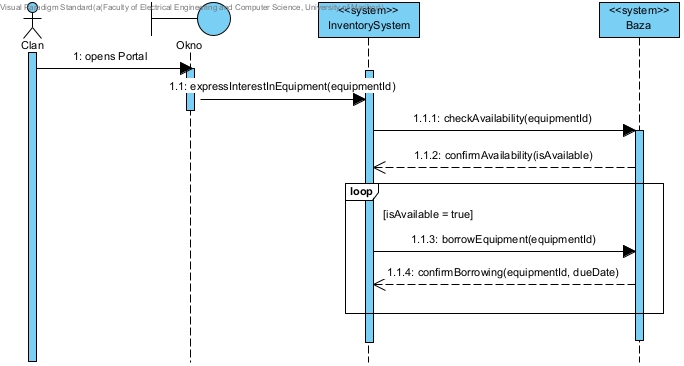 Visual Paradigm Standard(a(Faculty of Electrical Engineering and Computer Science, University of
<<system>>
InventorySystem
<<system>>
Baza
Clan
Okno
1: opens Portal
1.1: expressInterestInEquipment(equipmentId)
1.1.1: checkAvailability(equipmentId)
1.1.2: confirmAvailability(isAvailable)
loop
[isAvailable = true]
1.1.3: borrowEquipment(equipmentId)
1.1.4: confirmBorrowing(equipmentId, dueDate)